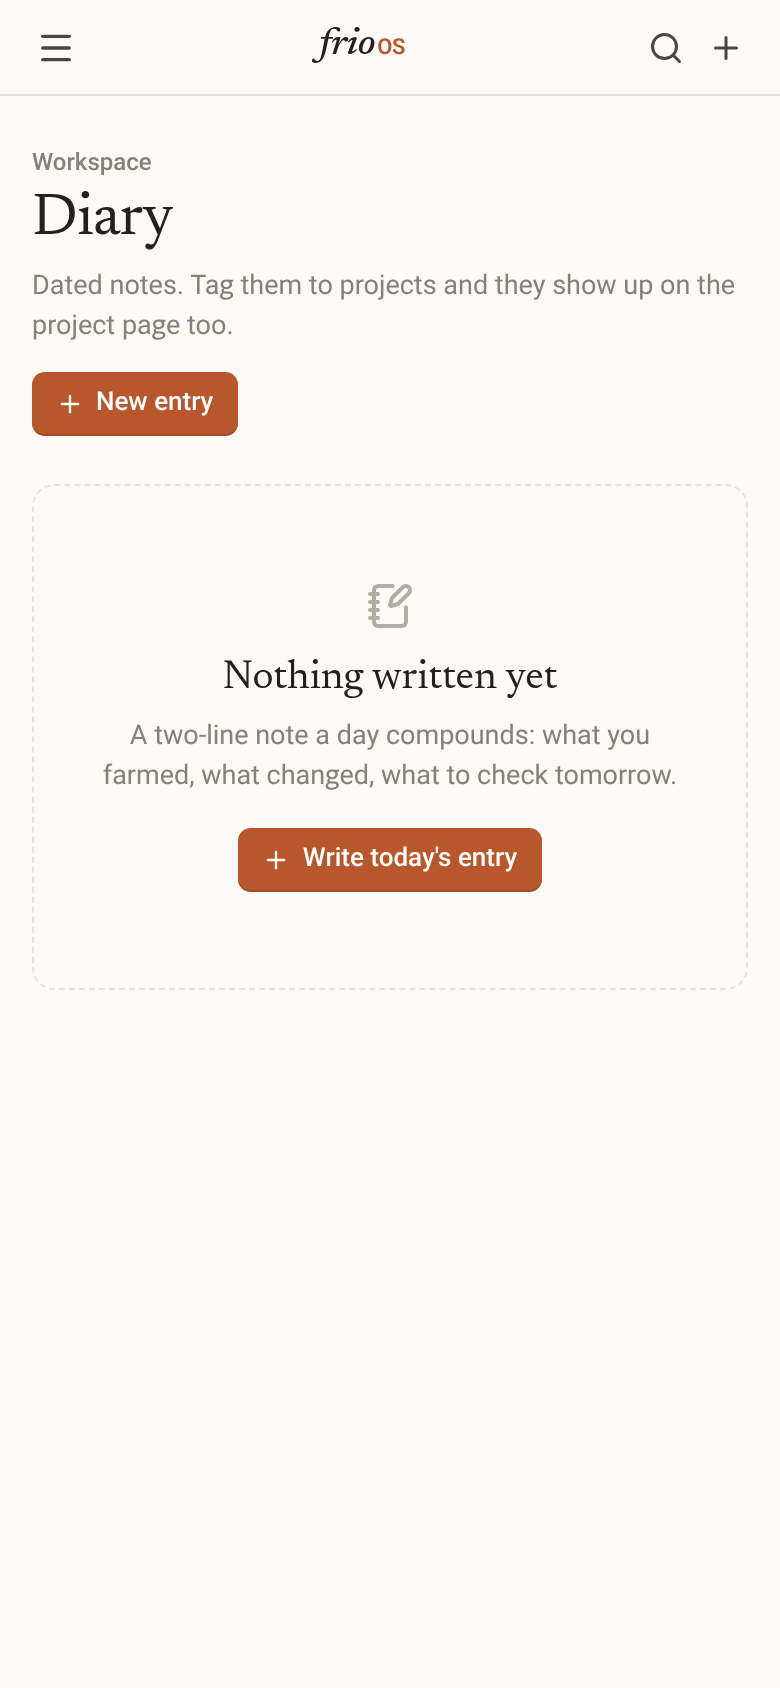 frio os
Workspace
Diary
Dated notes. Tag them to projects and they show up on the
project page too.
New entry
Nothing written yet
A two-line note a day compounds: what you
farmed, what changed, what to check tomorrow.
Write today's entry